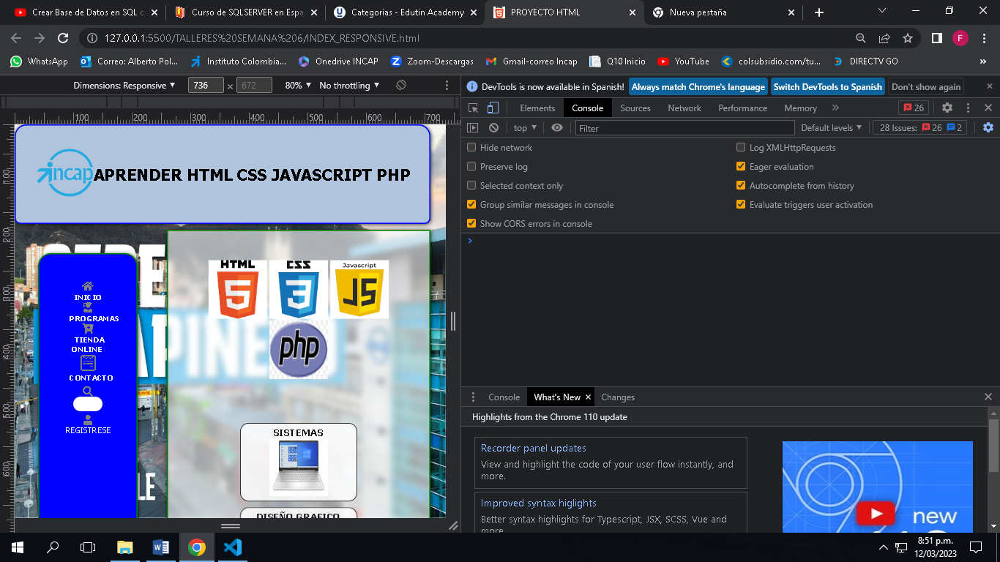 Crear Base de Datos en SQL c
Curso de SQLSERVER en Espa
Categorias - Edutin Academy
PROYECTO HTML
Nueva pestaña
127.0.0.1:5500/TALLERES%20SEMANA%206/INDEX_RESPONSIVE.html
F
WhatsApp
Correo: Alberto Pol...
Instituto Colombia...
Onedrive INCAP
Zoom-Descargas
Gmail-correo Incap
Q10 Inicio
YouTube
colsubsidio.com/tu...
DIRECTV GO
»
Dimensions: Responsive
736
×
672
80%
No throttling
100
200
300
400
500
600
700
100
200
300
400
500
600
incap
APRENDER HTML CSS JAVASCRIPT PHP
INICIO
PROGRAMAS
TIENDA
ONLINE
CONTACTO
REGISTRESE
HTML
5
CSS
3
Javascript
JS
php
SISTEMAS
DISEÑO GRAFICO
DevTools is now available in Spanish!
Always match Chrome's language
Switch DevTools to Spanish
Don't show again
Elements
Console
Sources
Network
Performance
Memory
»
26
top
Filter
Default levels
28 Issues:
26
2
Hide network
Log XMLHttpRequests
Preserve log
Eager evaluation
Selected context only
Autocomplete from history
Group similar messages in console
Evaluate triggers user activation
Show CORS errors in console
Console
What's New
Changes
Highlights from the Chrome 110 update
Recorder panel updates
View and highlight the code of your user flow instantly, and
more.
Improved syntax higlights
Better syntax highlights for Typescript, JSX, SCSS, Vue and
more
new
8:51 p.m.
12/03/2023